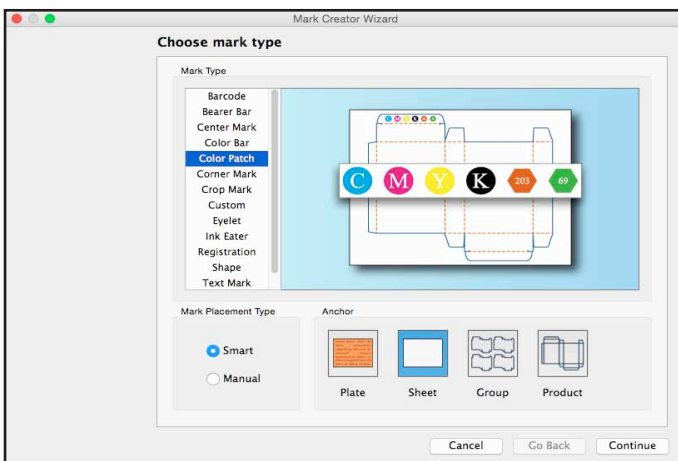 Mark Creator Wizard
Choose mark type
Mark Type
Barcode
Bearer Bar
Center Mark
Color Bar
Color Patch
Corner Mark
Crop Mark
Custom
Eyelet
Ink Eater
Registration
Shape
Text Mark
C M Y K
C M Y K 203 69
Mark Placement Type
Smart
Manual
Anchor
Plate Sheet Group Product
Cancel Go Back Continue